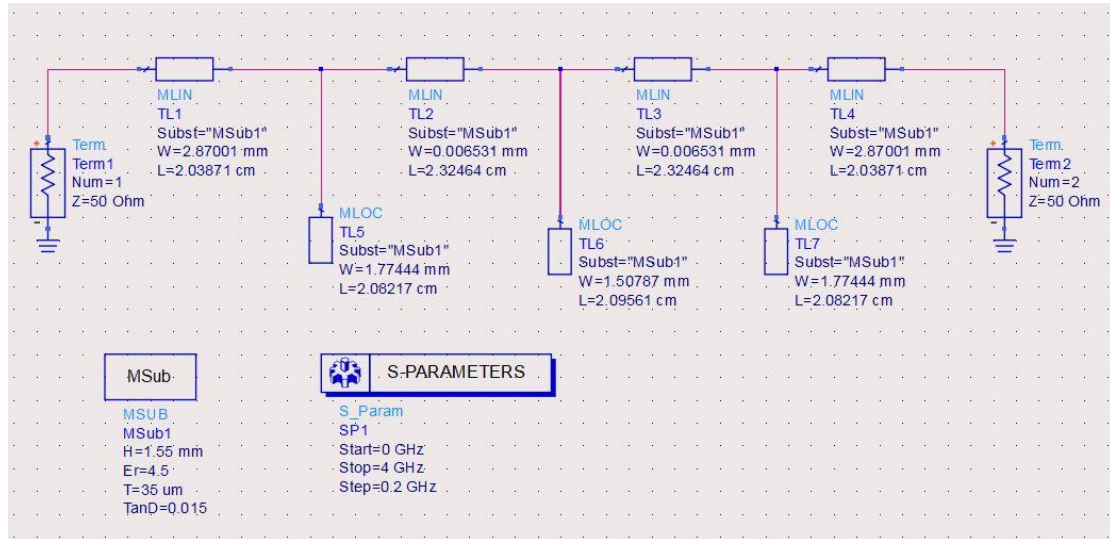 MLIN
TL1
Subst="MSub1"
W=2.87001 mm
L=2.03871 cm
MLIN
TL2
Subst="MSub1"
W=0.006531 mm
L=2.32464 cm
MLIN
TL3
Subst="MSub1"
W=0.006531 mm
L=2.32464 cm
MLIN
TL4
Subst="MSub1"
W=2.87001 mm
L=2.03871 cm
Term
Term1
Num=1
Z=50 Ohm
Term
Term2
Num=2
Z=50 Ohm
MLOC
TL5
Subst="MSub1"
W=1.77444 mm
L=2.08217 cm
MLOC
TL6
Subst="MSub1"
W=1.50787 mm
L=2.09561 cm
MLOC
TL7
Subst="MSub1"
W=1.77444 mm
L=2.08217 cm
MSub
MSUB
MSub1
H=1.55 mm
Er=4.5
T=35 um
TanD=0.015
S-PARAMETERS
S_Param
SP1
Start=0 GHz
Stop=4 GHz
Step=0.2 GHz